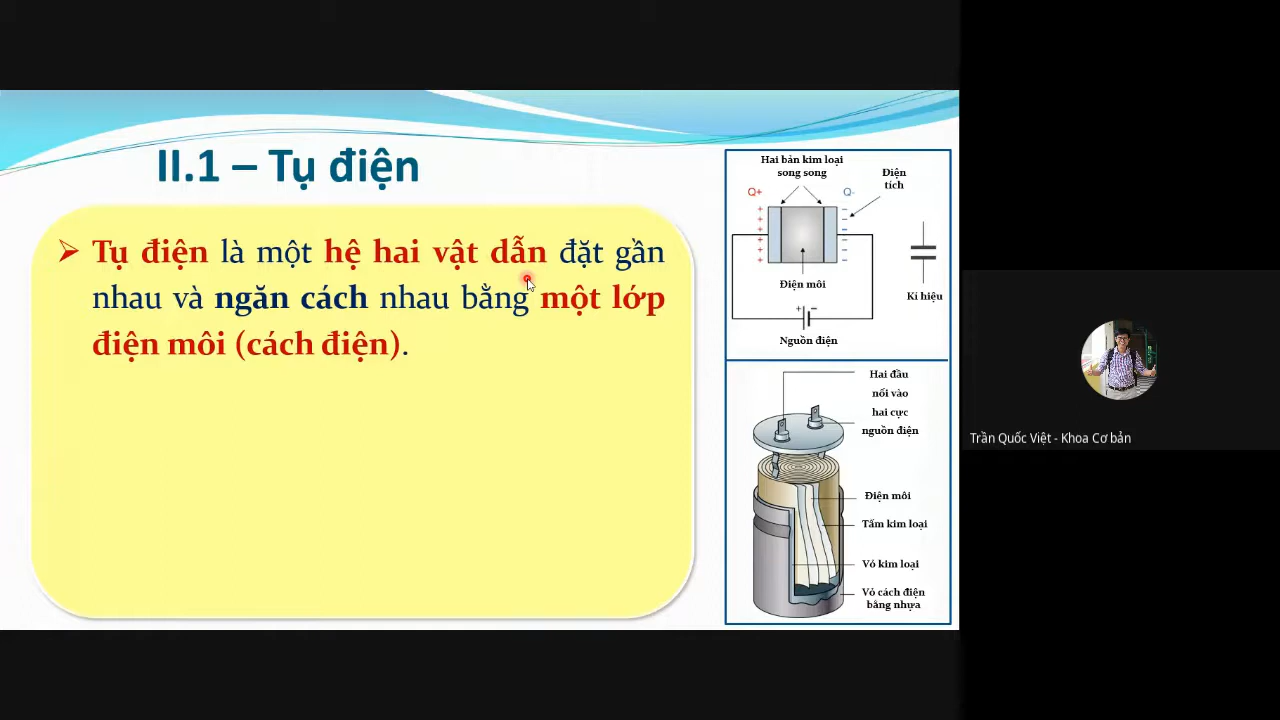 II.1 – Tụ điện
Tụ điện là một hệ hai vật dẫn đặt gần
nhau và ngăn cách nhau bằng một lớp
điện môi (cách điện).
Hai bản kim loại
song song
Điện
tích
Q+
Q-
Điện môi
Kí hiệu
+ −
Nguồn điện
Hai đầu
nối vào
hai cực
nguồn điện
Điện môi
Tấm kim loại
Vỏ kim loại
Vỏ cách điện
bằng nhựa
Trần Quốc Việt - Khoa Cơ bản